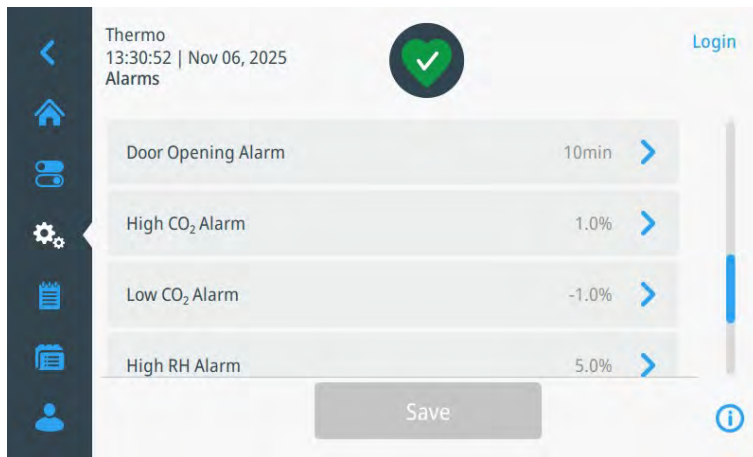 Thermo
13:30:52 | Nov 06, 2025
Alarms
Login
Door Opening Alarm 10min
High CO₂ Alarm 1.0%
Low CO₂ Alarm -1.0%
High RH Alarm 5.0%
Save